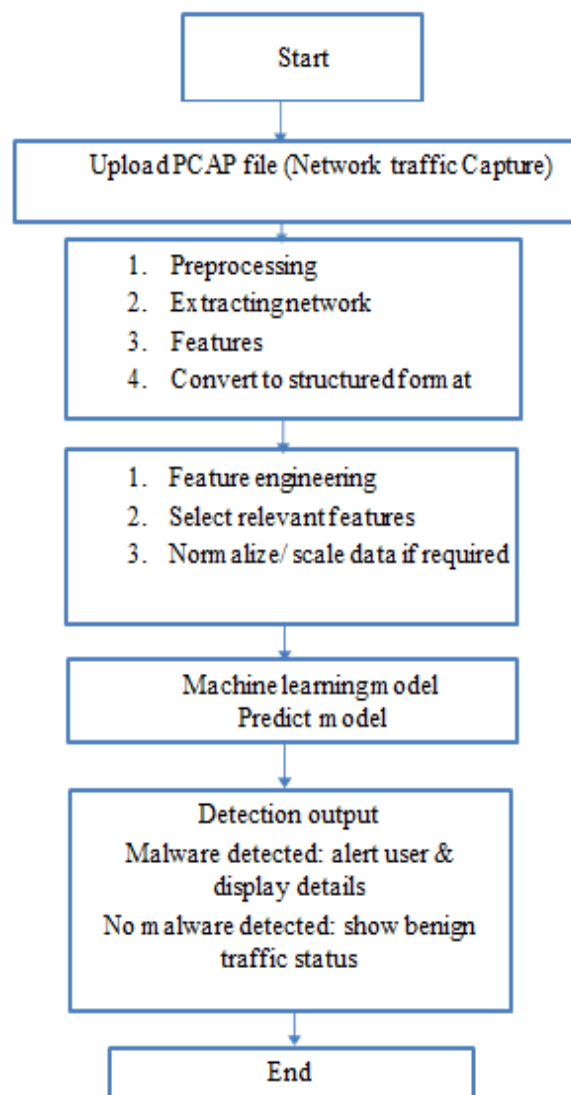 Start
Upload PCAP file (Network traffic Capture)
1. Preprocessing
2. Extracting network
3. Features
4. Convert to structured format
1. Feature engineering
2. Select relevant features
3. Normalize/ scale data if required
Machine learning model
Predict model
Detection output
Malware detected: alert user &
display details
No malware detected: show benign
traffic status
End